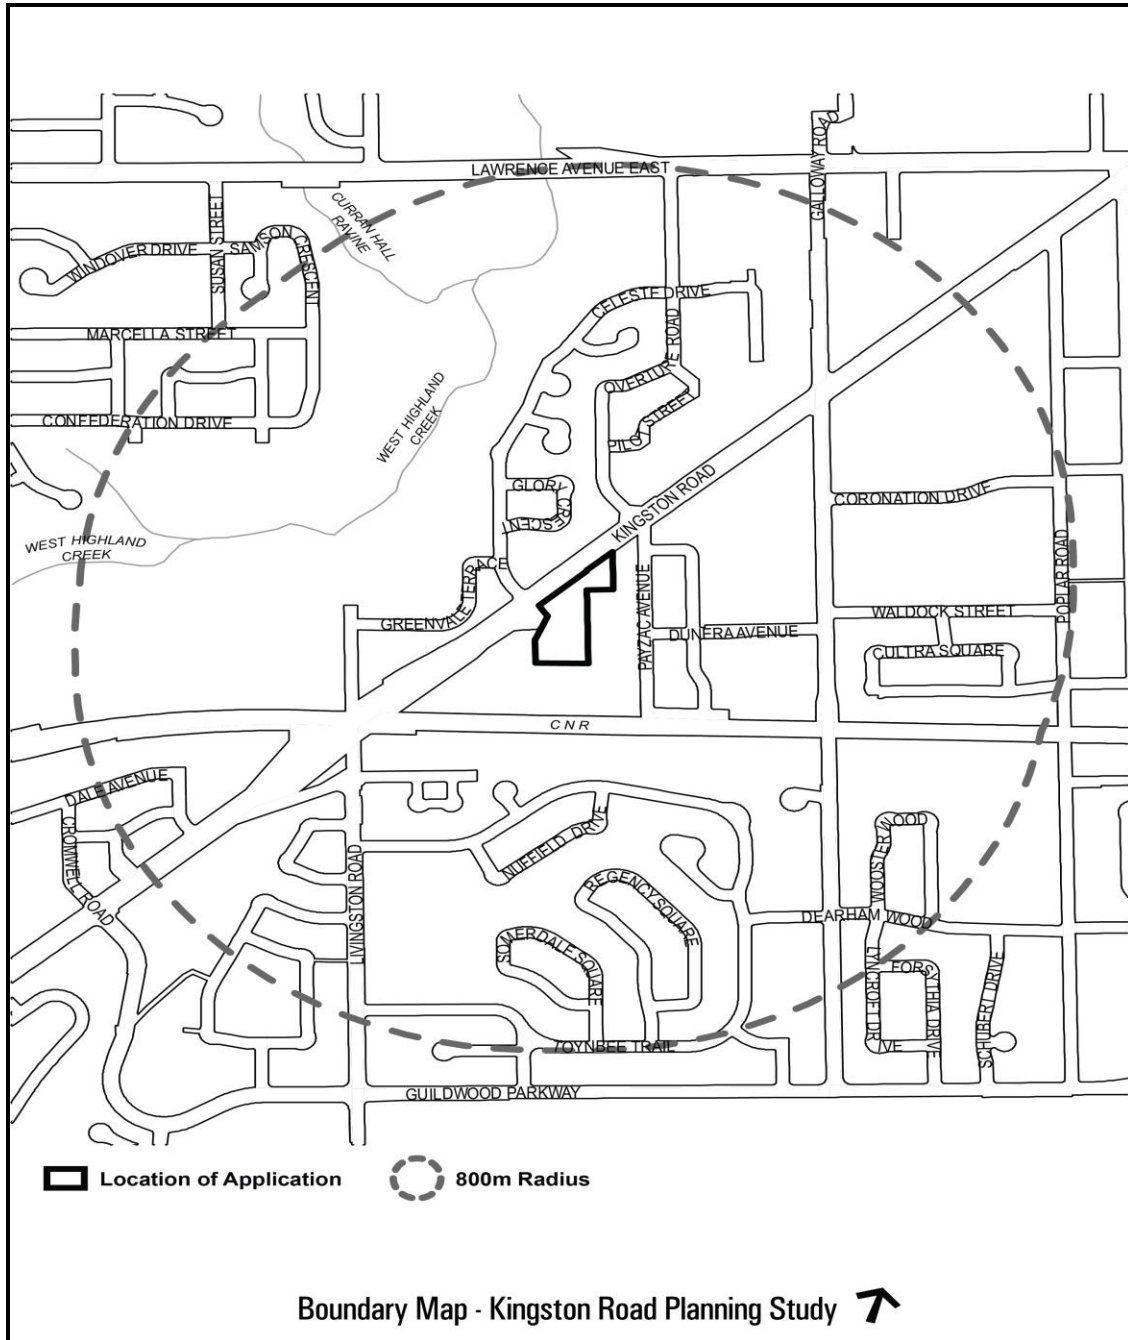 LAWRENCE AVENUE EAST
GALLOWAY ROAD
CURRAN HALL
RAVINE
SUSAN STREET
WINDOVER DRIVE
SAMSON CRESCENT
CELESTE DRIVE
MARCELLA STREET
OVERTURE ROAD
PILOT STREET
CONFEDERATION DRIVE
WEST HIGHLAND
CREEK
KINGSTON ROAD
GLORY CRESCENT
CORONATION DRIVE
POPLAR ROAD
WEST HIGHLAND
CREEK
GREENVALE TERRACE
PAYZAC AVENUE
DUNERA AVENUE
WALDOCK STREET
CULTRA SQUARE
CNR
DALE AVENUE
CROMWELL ROAD
LIVINGSTON ROAD
NUFFIELD DRIVE
REGENCY SQUARE
SOMERDALE SQUARE
WOOSTER WOOD
DEARHAM WOOD
LYNCROFT DRIVE
FORSYTHIA DRIVE
SCHUBERT DRIVE
TOYNBEE TRAIL
GUILDWOOD PARKWAY
Location of Application
800m Radius
Boundary Map - Kingston Road Planning Study